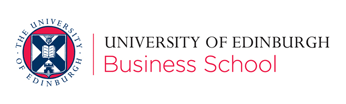 THE UNIVERSITY
OF EDINBURGH
UNIVERSITY OF EDINBURGH
Business School